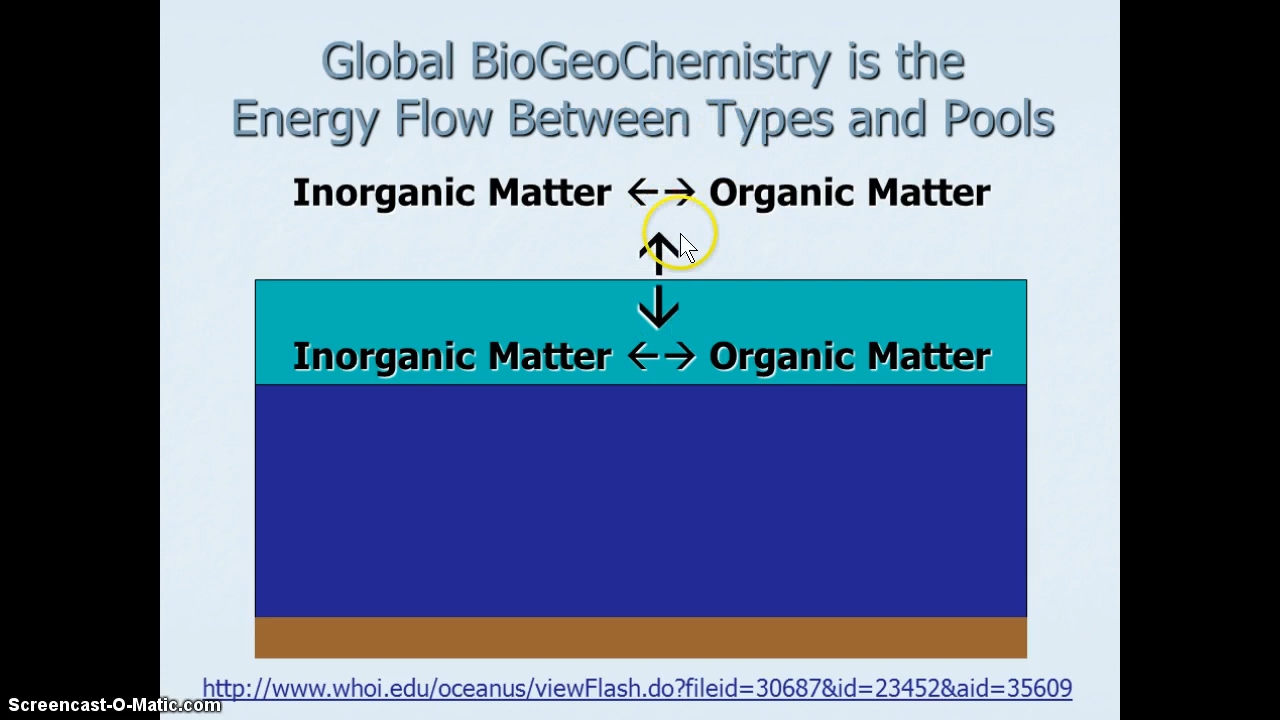 Global BioGeoChemistry is the
Energy Flow Between Types and Pools
Inorganic Matter ←→ Organic Matter
↑
↓
Inorganic Matter ←→ Organic Matter
http://www.whoi.edu/oceanus/viewFlash.do?fileid=30687&id=23452&aid=35609
Screencast-O-Matic.com